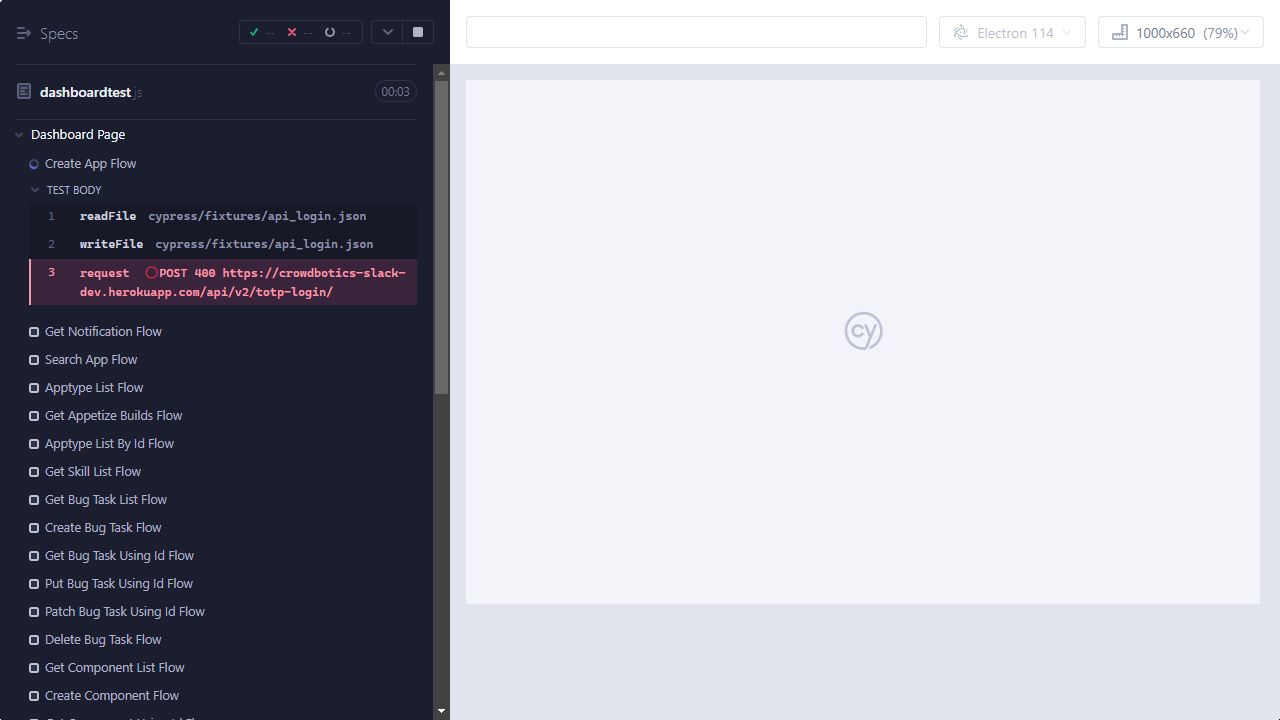 Specs
-- -- --
Electron 114
1000x660 (79%)
dashboardtest.js
00:03
Dashboard Page
Create App Flow
TEST BODY
1 readFile cypress/fixtures/api_login.json
2 writeFile cypress/fixtures/api_login.json
3 request POST 400 https://crowdbotics-slack-
dev.herokuapp.com/api/v2/totp-login/
Get Notification Flow
Search App Flow
Apptype List Flow
Get Appetize Builds Flow
Apptype List By Id Flow
Get Skill List Flow
Get Bug Task List Flow
Create Bug Task Flow
Get Bug Task Using Id Flow
Put Bug Task Using Id Flow
Patch Bug Task Using Id Flow
Delete Bug Task Flow
Get Component List Flow
Create Component Flow
cy